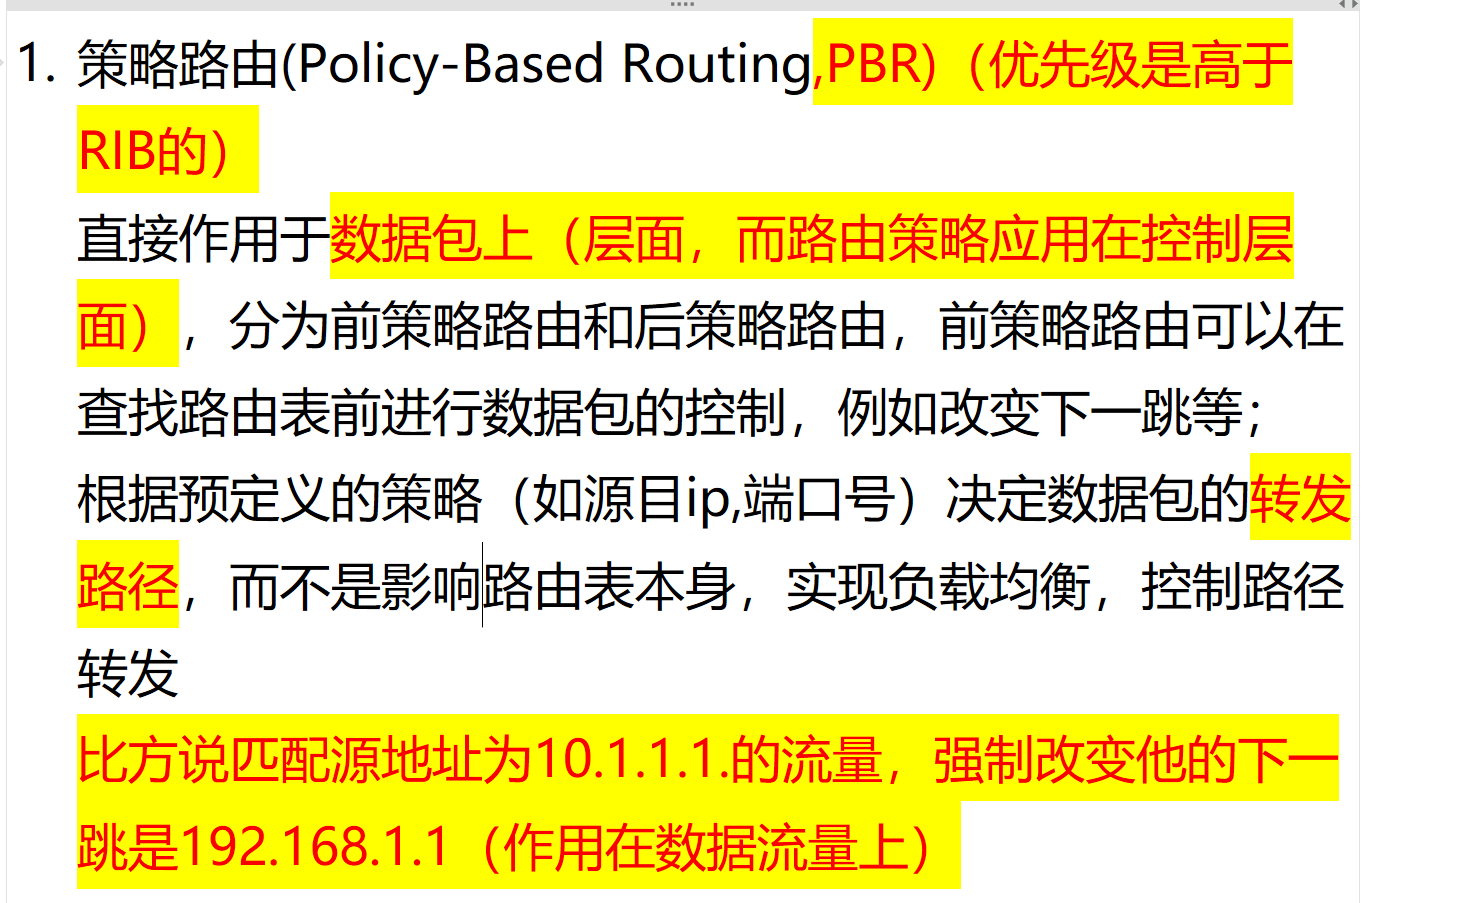 1. 策略路由(Policy-Based Routing,PBR)（优先级是高于
RIB的）
直接作用于数据包上（层面，而路由策略应用在控制层
面），分为前策略路由和后策略路由，前策略路由可以在
查找路由表前进行数据包的控制，例如改变下一跳等；
根据预定义的策略（如源目ip,端口号）决定数据包的转发
路径，而不是影响路由表本身，实现负载均衡，控制路径
转发
比方说匹配源地址为10.1.1.1.的流量，强制改变他的下一
跳是192.168.1.1（作用在数据流量上）